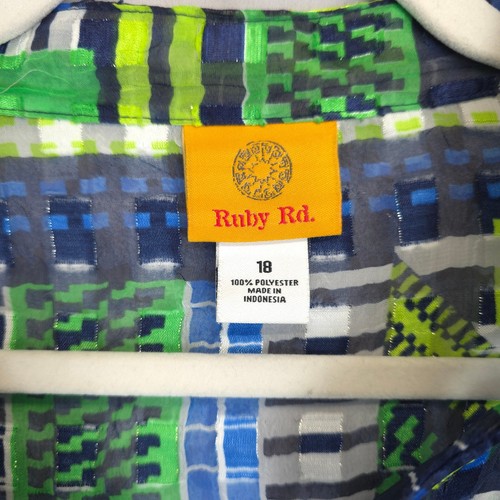 Ruby Rd.
18
100% POLYESTER
MADE IN
INDONESIA